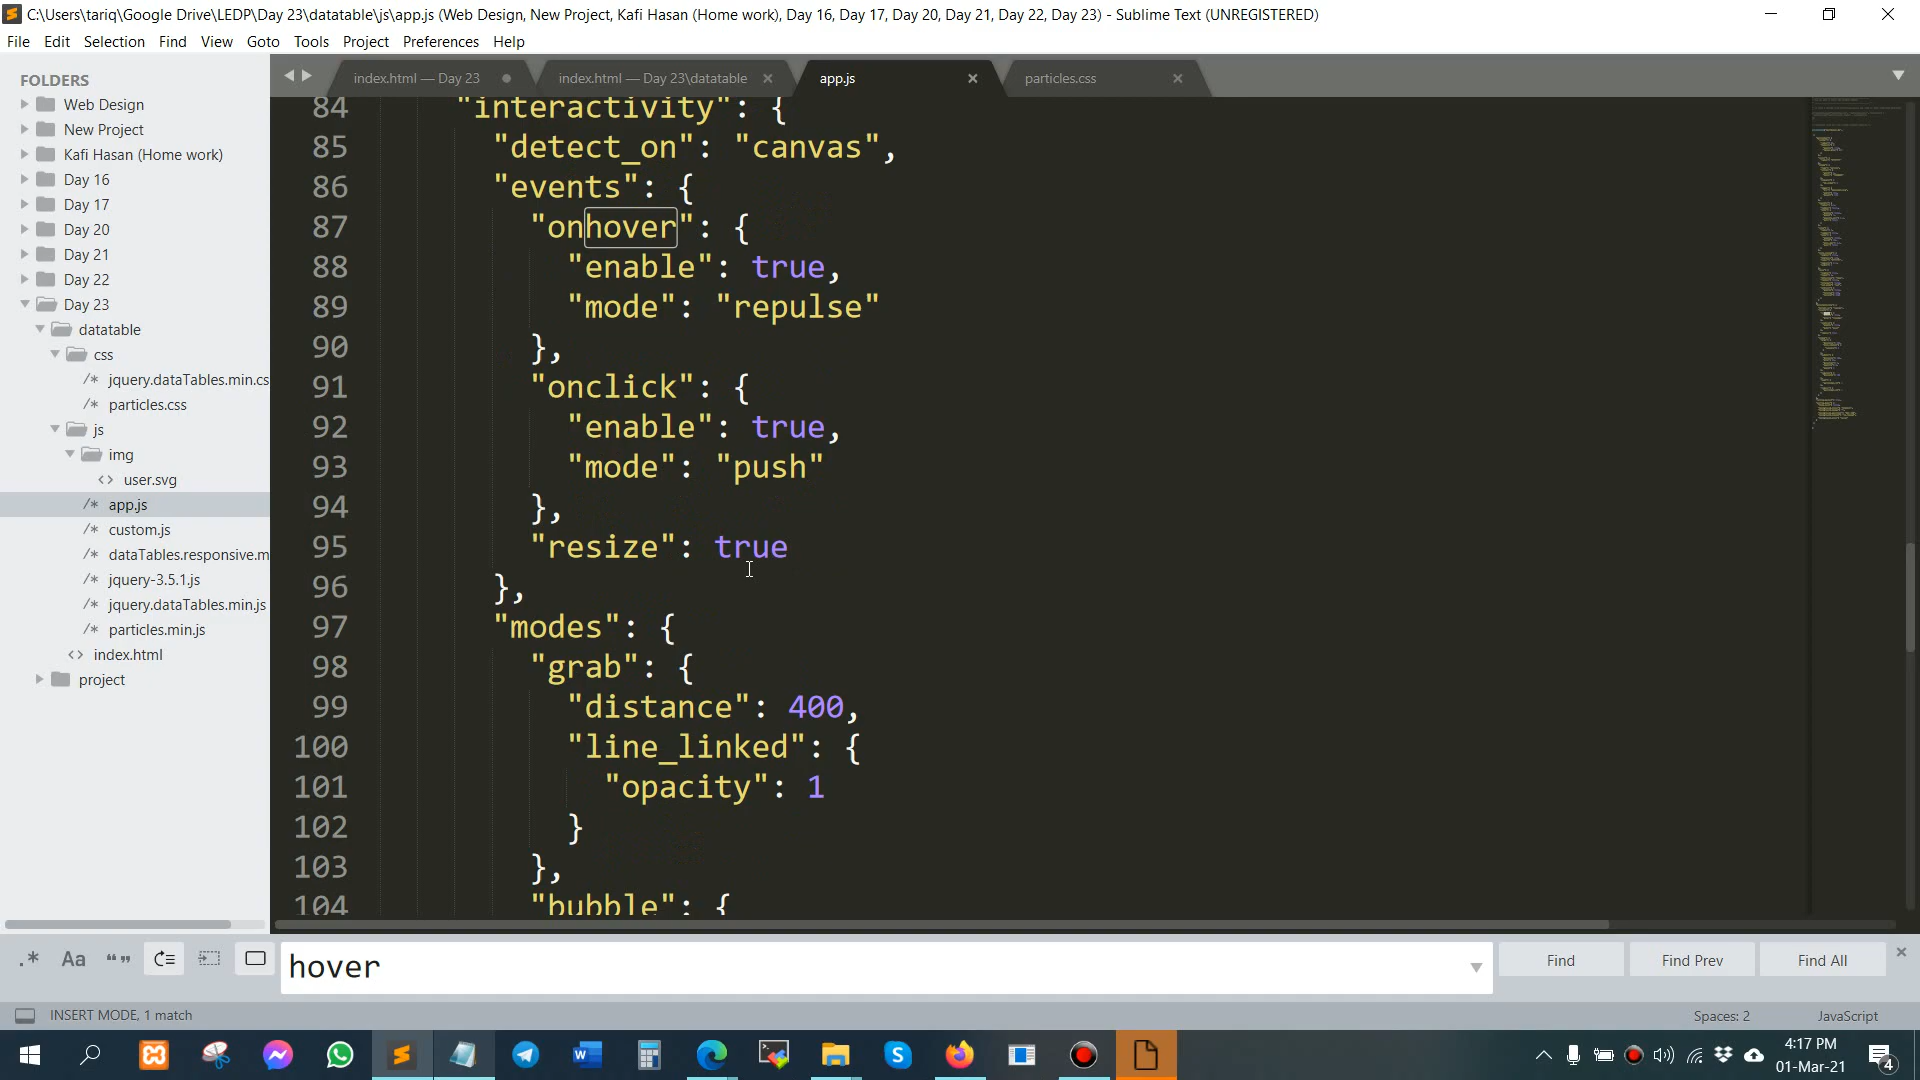 C:\Users\tariq\Google Drive\LEDP\Day 23\datatable\js\app.js (Web Design, New Project, Kafi Hasan (Home work), Day 16, Day 17, Day 20, Day 21, Day 22, Day 23) - Sublime Text (UNREGISTERED)
File Edit Selection Find View Goto Tools Project Preferences Help
FOLDERS
Web Design
New Project
Kafi Hasan (Home work)
Day 16
Day 17
Day 20
Day 21
Day 22
Day 23
datatable
css
/* jquery.dataTables.min.cs
/* particles.css
js
img
<> user.svg
/* app.js
/* custom.js
/* dataTables.responsive.m
/* jquery-3.5.1.js
/* jquery.dataTables.min.js
/* particles.min.js
<> index.html
project
index.html — Day 23
index.html — Day 23\datatable
app.js
particles.css
84 "interactivity": {
85 "detect_on": "canvas",
86 "events": {
87 "onhover": {
88 "enable": true,
89 "mode": "repulse"
90 },
91 "onclick": {
92 "enable": true,
93 "mode": "push"
94 },
95 "resize": true
96 },
97 "modes": {
98 "grab": {
99 "distance": 400,
100 "line_linked": {
101 "opacity": 1
102 }
103 },
104 "bubble": {
.* Aa “” hover Find Find Prev Find All
INSERT MODE, 1 match Spaces: 2 JavaScript
4:17 PM
01-Mar-21
4